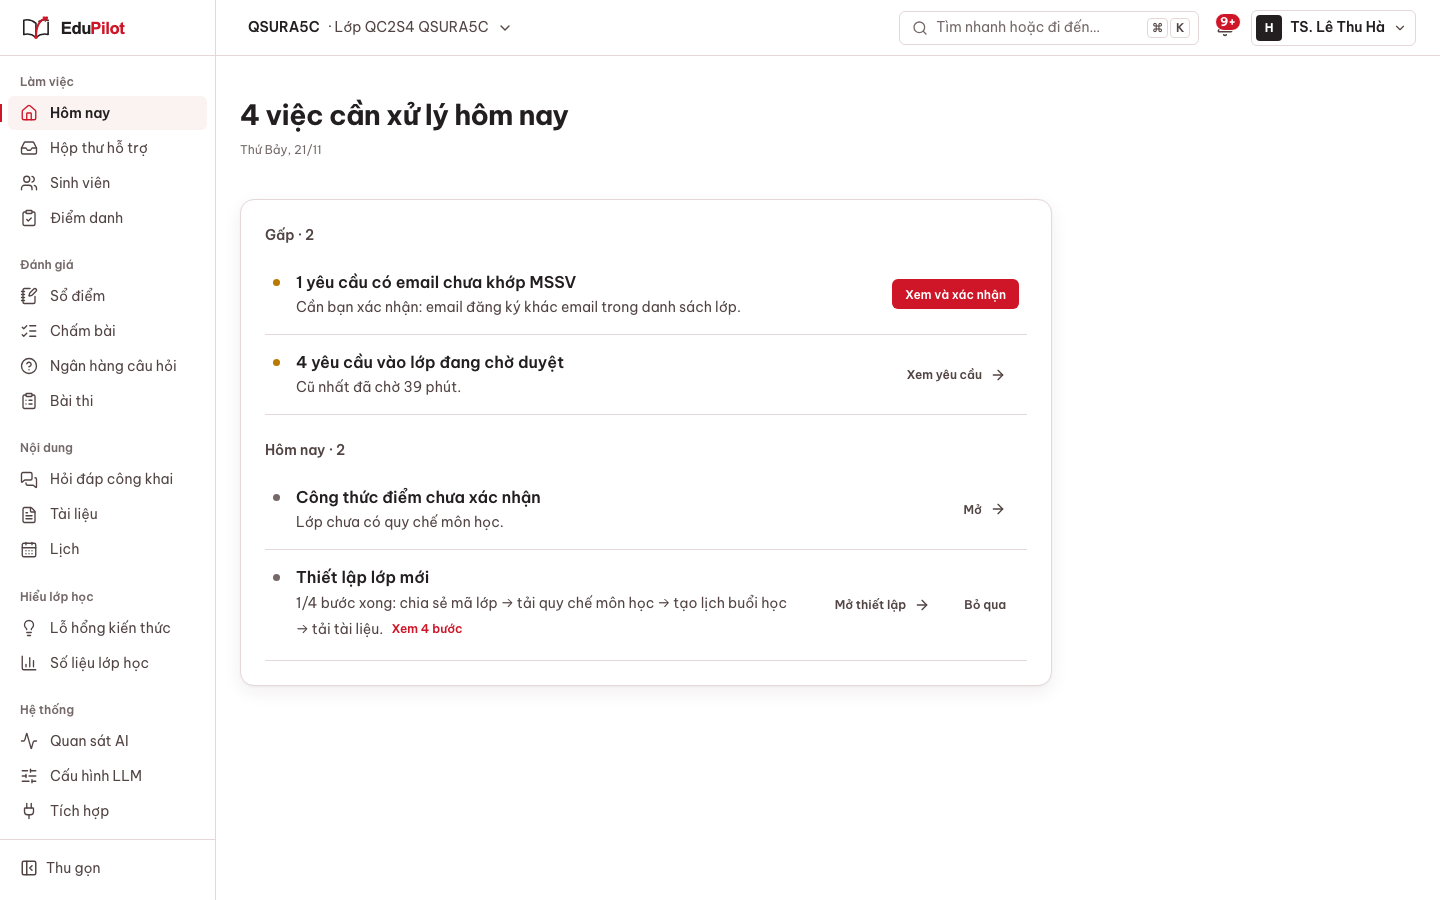 EduPilot
QSURA5C · Lớp QC2S4 QSURA5C
Tìm nhanh hoặc đi đến...
⌘ K
9+
H
TS. Lê Thu Hà
Làm việc
Hôm nay
Hộp thư hỗ trợ
Sinh viên
Điểm danh
Đánh giá
Sổ điểm
Chấm bài
Ngân hàng câu hỏi
Bài thi
Nội dung
Hỏi đáp công khai
Tài liệu
Lịch
Hiểu lớp học
Lỗ hổng kiến thức
Số liệu lớp học
Hệ thống
Quan sát AI
Cấu hình LLM
Tích hợp
Thu gọn
4 việc cần xử lý hôm nay
Thứ Bảy, 21/11
Gấp · 2
1 yêu cầu có email chưa khớp MSSV
Cần bạn xác nhận: email đăng ký khác email trong danh sách lớp.
Xem và xác nhận
4 yêu cầu vào lớp đang chờ duyệt
Cũ nhất đã chờ 39 phút.
Xem yêu cầu →
Hôm nay · 2
Công thức điểm chưa xác nhận
Lớp chưa có quy chế môn học.
Mở →
Thiết lập lớp mới
1/4 bước xong: chia sẻ mã lớp → tải quy chế môn học → tạo lịch buổi học
→ tải tài liệu. Xem 4 bước
Mở thiết lập →
Bỏ qua